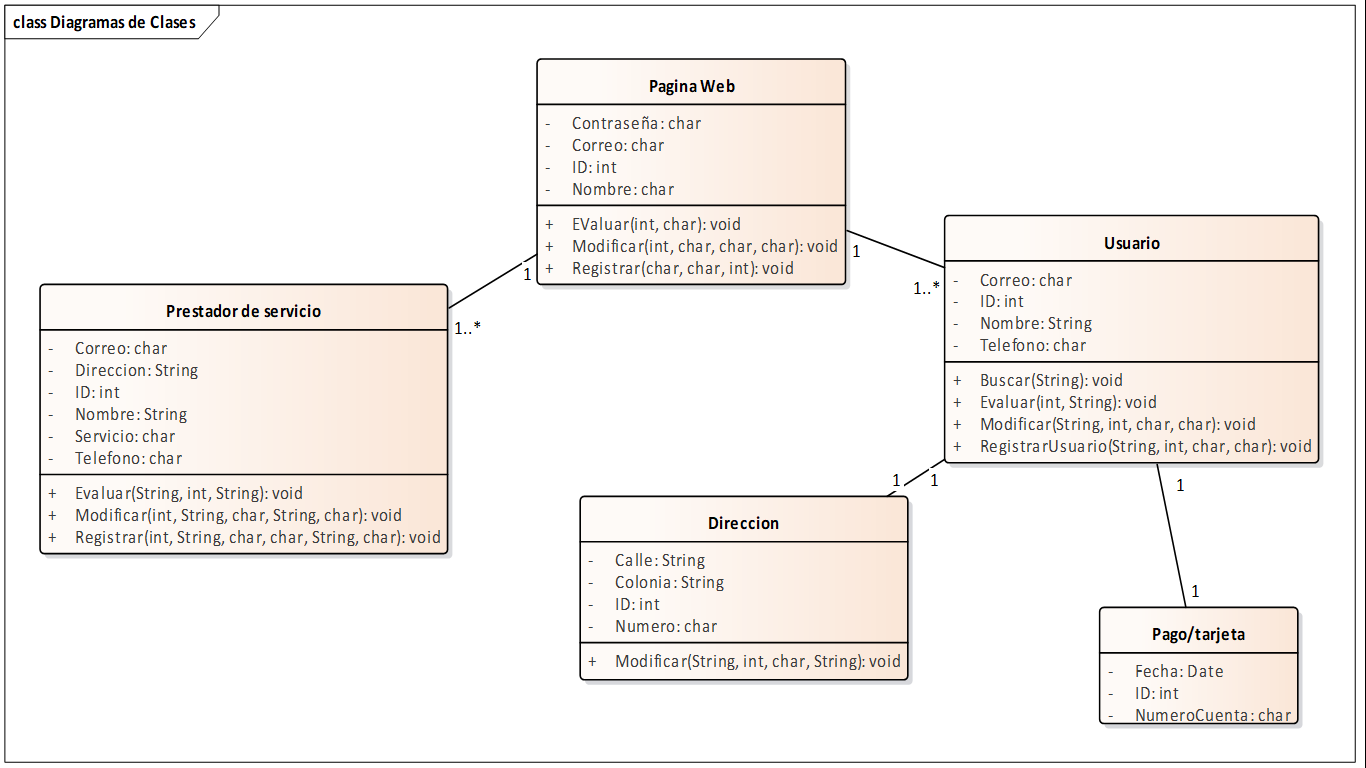 class Diagramas de Clases
Pagina Web
- Contraseña: char
- Correo: char
- ID: int
- Nombre: char
+ EValuar(int, char): void
+ Modificar(int, char, char, char): void
+ Registrar(char, char, int): void
1
1..*
1
1..*
Prestador de servicio
- Correo: char
- Direccion: String
- ID: int
- Nombre: String
- Servicio: char
- Telefono: char
+ Evaluar(String, int, String): void
+ Modificar(int, String, char, String, char): void
+ Registrar(int, String, char, char, String, char): void
Usuario
- Correo: char
- ID: int
- Nombre: String
- Telefono: char
+ Buscar(String): void
+ Evaluar(int, String): void
+ Modificar(String, int, char, char): void
+ RegistrarUsuario(String, int, char, char): void
1
1
1
1
Direccion
- Calle: String
- Colonia: String
- ID: int
- Numero: char
+ Modificar(String, int, char, String): void
Pago/tarjeta
- Fecha: Date
- ID: int
- NumeroCuenta: char